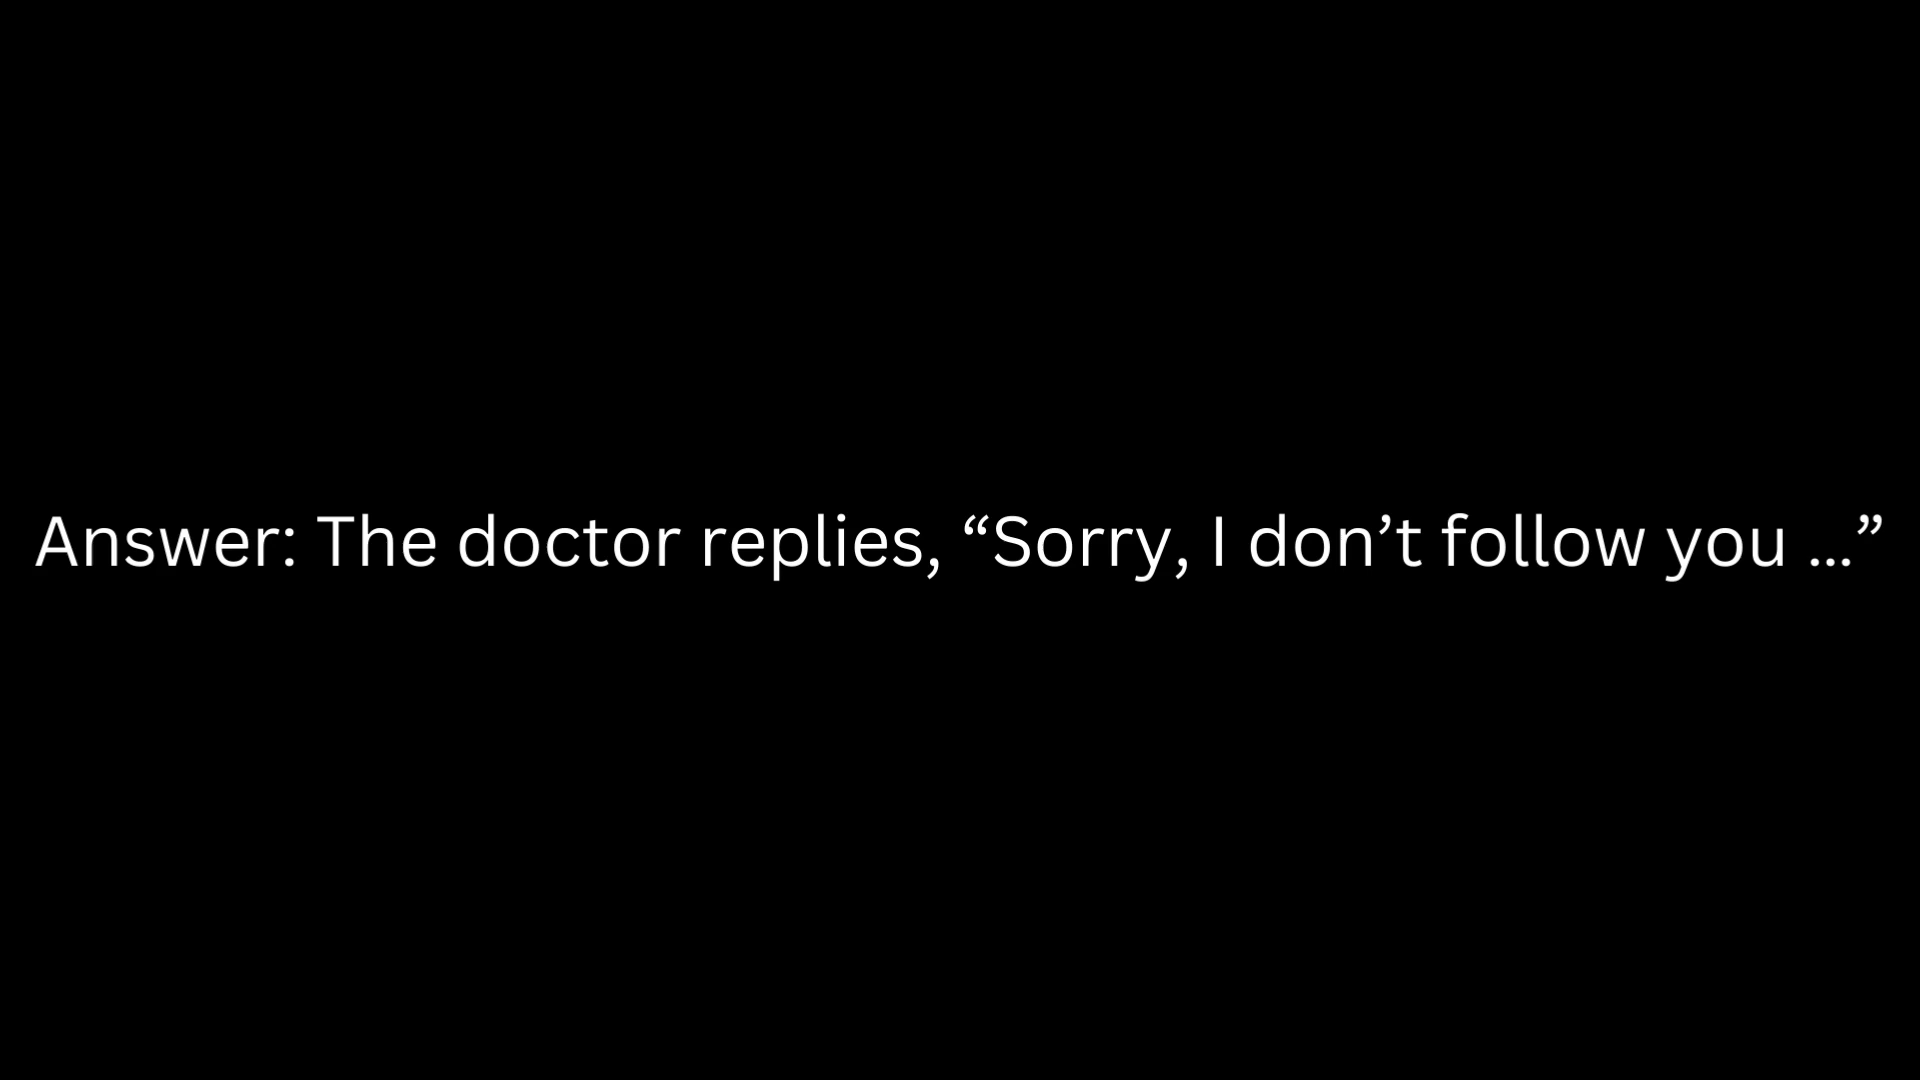 Answer: The doctor replies, “Sorry, I don’t follow you …”